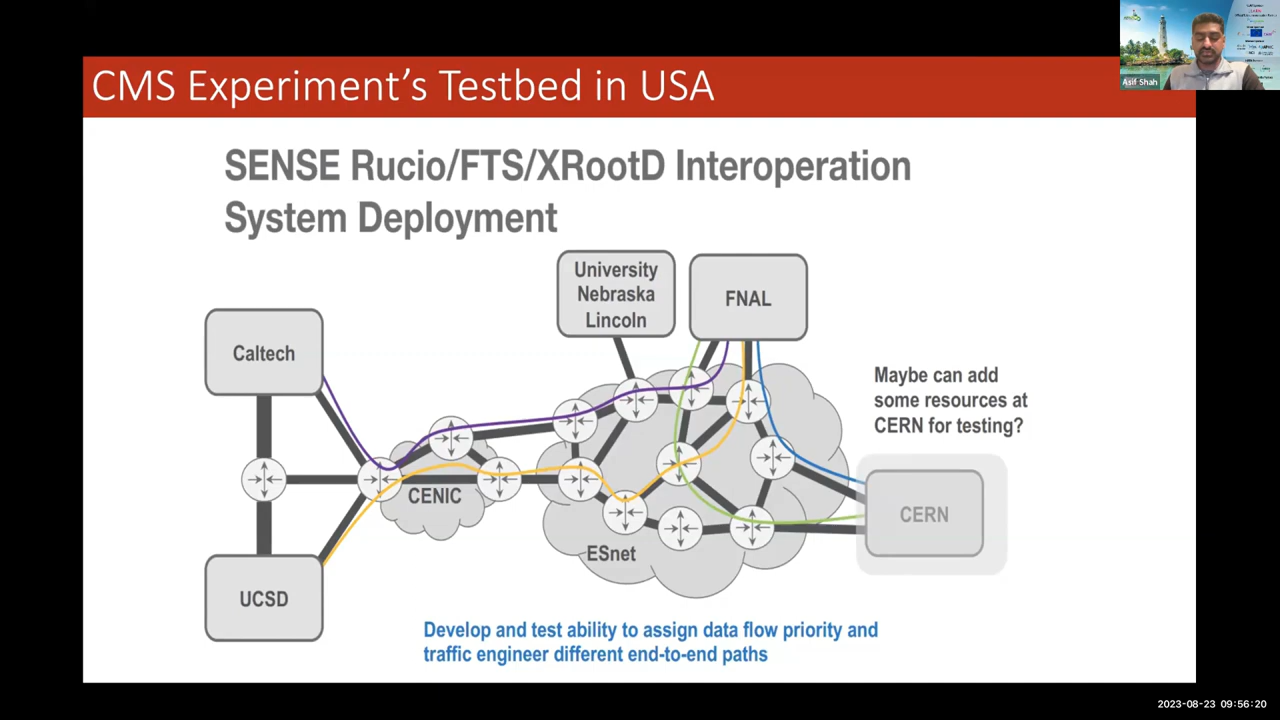 CMS Experiment's Testbed in USA
SENSE Rucio/FTS/XRootD Interoperation
System Deployment
University
Nebraska
Lincoln
FNAL
Caltech
Maybe can add
some resources at
CERN for testing?
CENIC
CERN
ESnet
UCSD
Develop and test ability to assign data flow priority and
traffic engineer different end-to-end paths
Asif Shah
2023-08-23 09:56:20